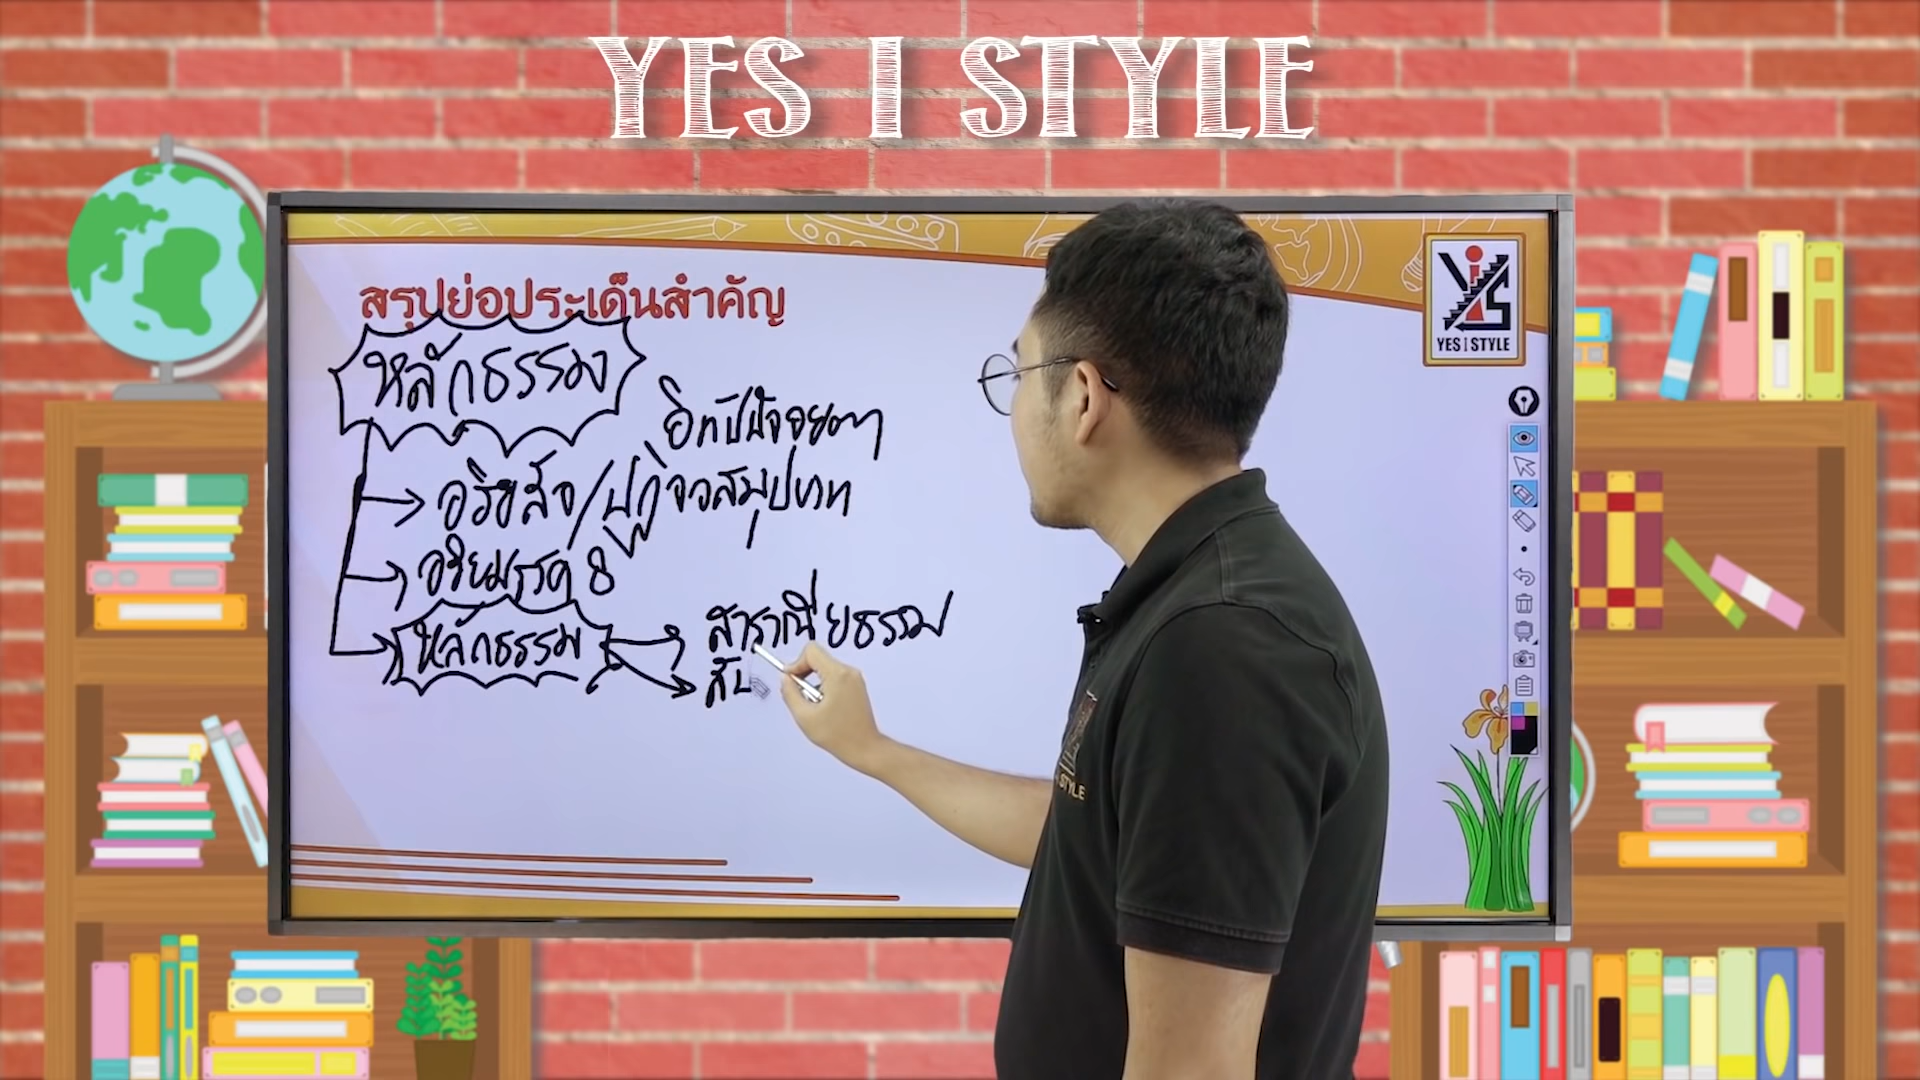 YES I STYLE
สรุปย่อประเด็นสำคัญ
YES I STYLE
หลักธรรม
อิทัปปัจจยตา
อริยสัจ/ปฏิจจสมุปบาท
อริยมรรค 8
หลักธรรม
สาราณียธรรม
สัป
STYLE